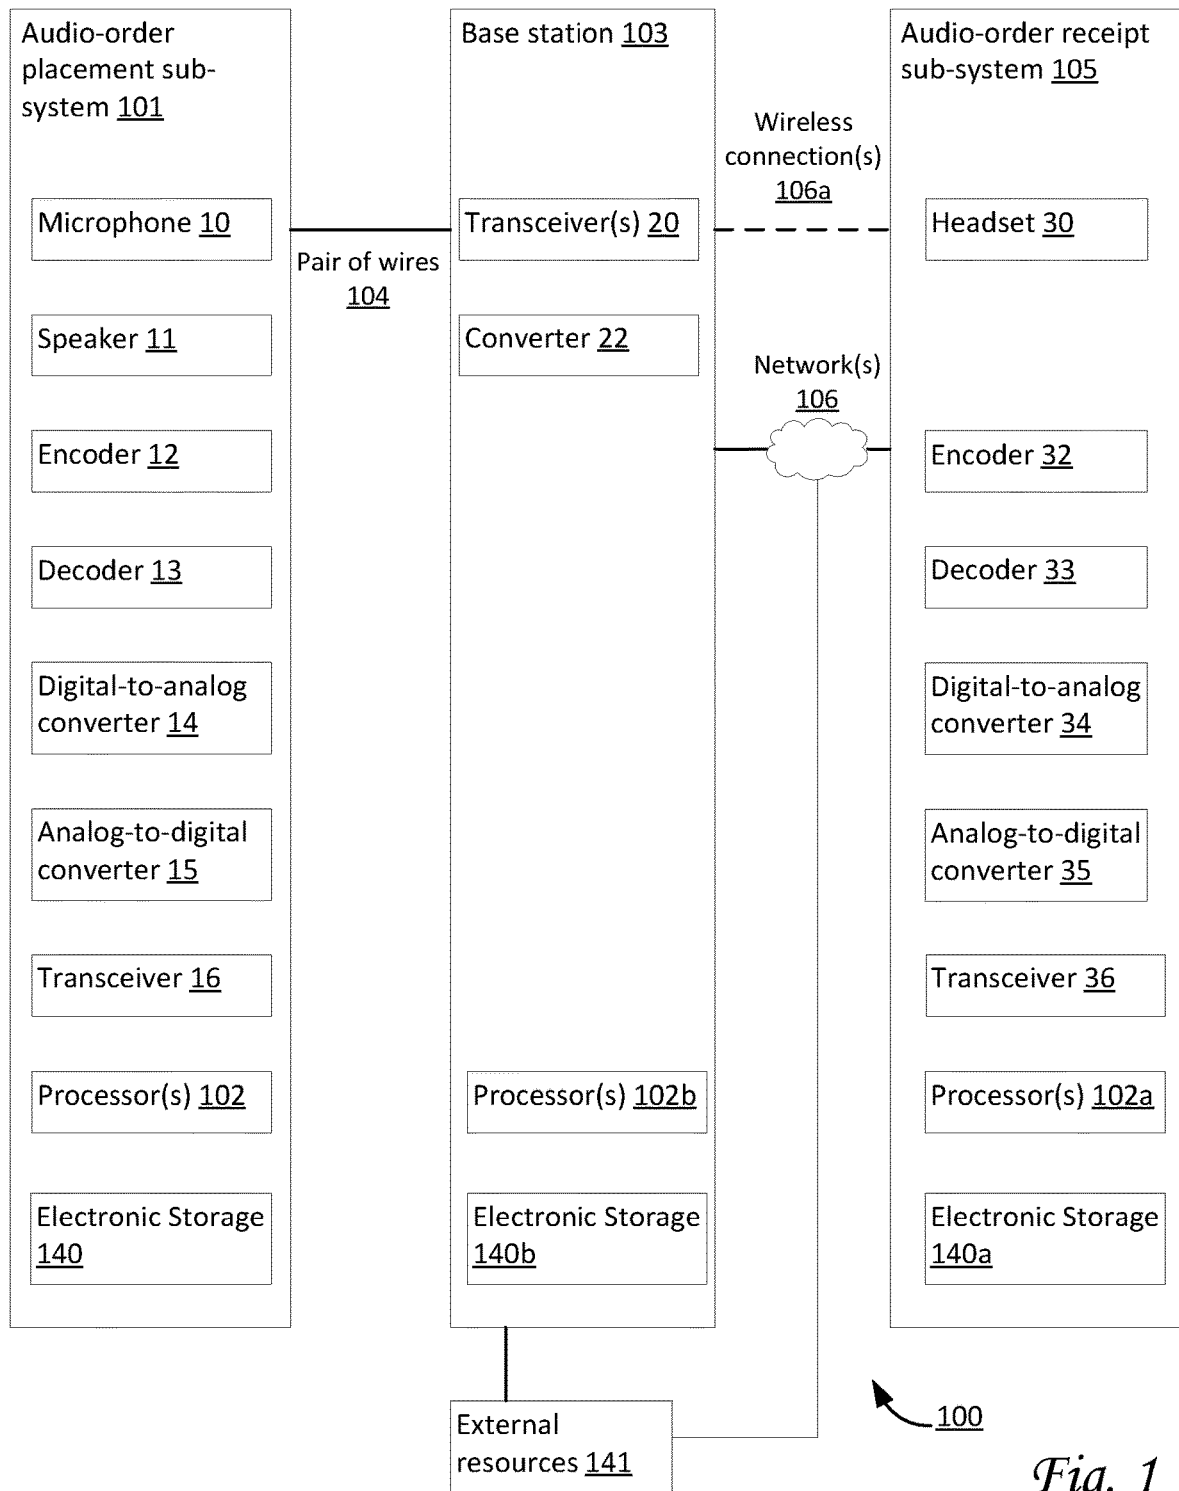 Audio-order
placement sub-
system 101
Microphone 10
Speaker 11
Encoder 12
Decoder 13
Digital-to-analog
converter 14
Analog-to-digital
converter 15
Transceiver 16
Processor(s) 102
Electronic Storage
140
Pair of wires
104
Base station 103
Transceiver(s) 20
Converter 22
Processor(s) 102b
Electronic Storage
140b
Wireless
connection(s)
106a
Network(s)
106
Audio-order receipt
sub-system 105
Headset 30
Encoder 32
Decoder 33
Digital-to-analog
converter 34
Analog-to-digital
converter 35
Transceiver 36
Processor(s) 102a
Electronic Storage
140a
External
resources 141
100
Fig. 1